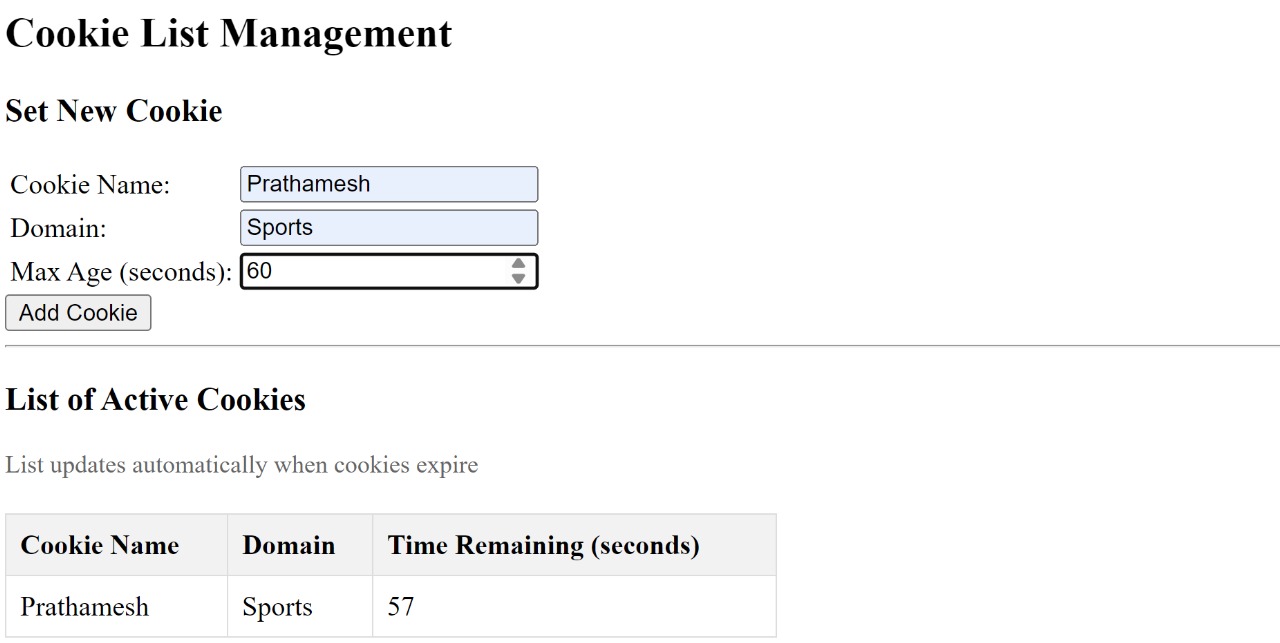 Cookie List Management
Set New Cookie
Cookie Name: Prathamesh
Domain: Sports
Max Age (seconds): 60
Add Cookie
List of Active Cookies
List updates automatically when cookies expire
Cookie Name Domain Time Remaining (seconds)
Prathamesh Sports 57